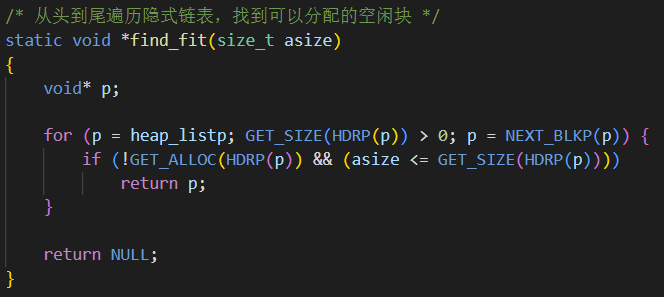 /* 从头到尾遍历隐式链表，找到可以分配的空闲块 */
static void *find_fit(size_t asize)
{
    void* p;

    for (p = heap_listp; GET_SIZE(HDRP(p)) > 0; p = NEXT_BLKP(p)) {
        if (!GET_ALLOC(HDRP(p)) && (asize <= GET_SIZE(HDRP(p))))
            return p;
    }

    return NULL;
}